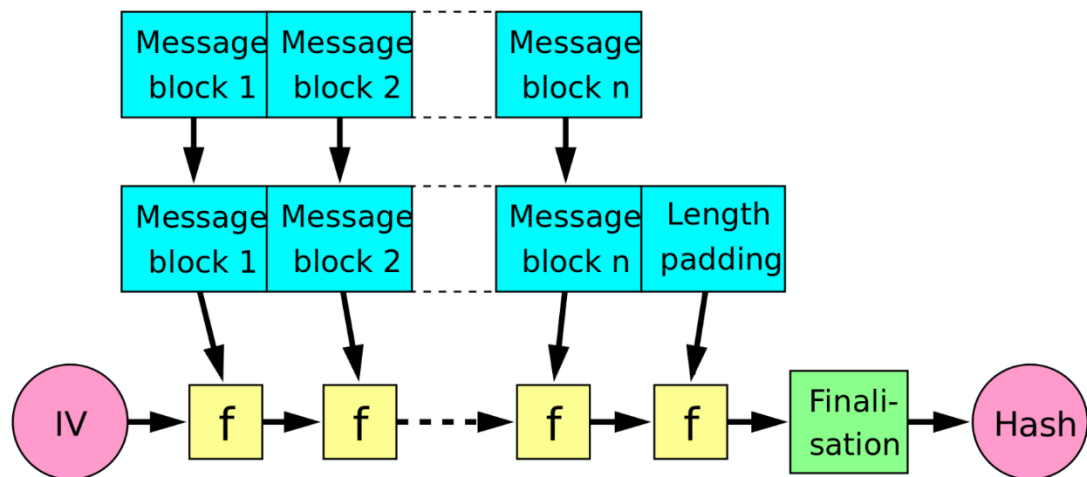 Message Message Message
block 1 block 2 block n
Message Message Message Length
block 1 block 2 block n padding
IV f f f f Finali- Hash
sation